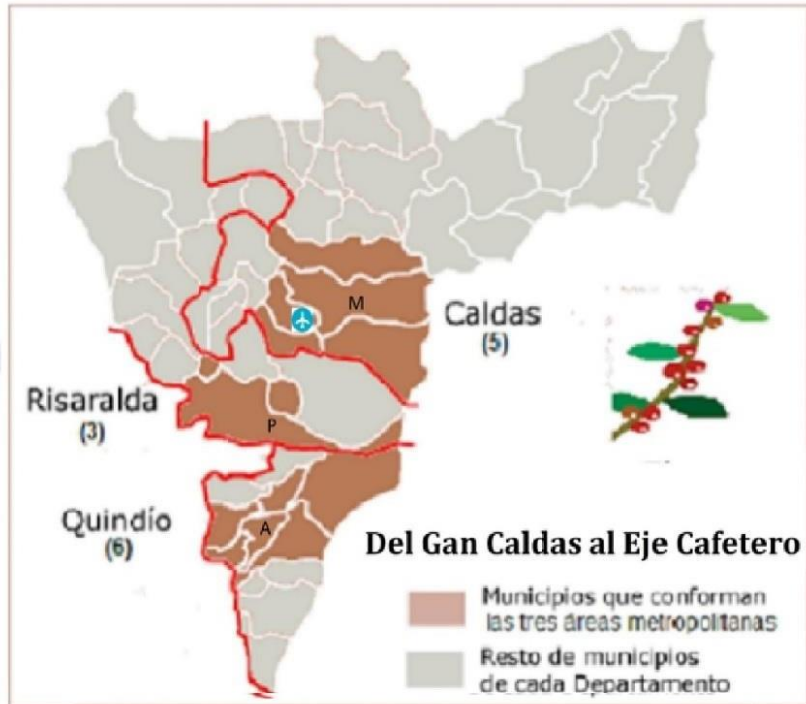 M
Caldas
(5)
Risaralda
(3)
P
Quindío
(6)
A
Del Gan Caldas al Eje Cafetero
Municipios que conforman
las tres áreas metropolitanas
Resto de municipios
de cada Departamento